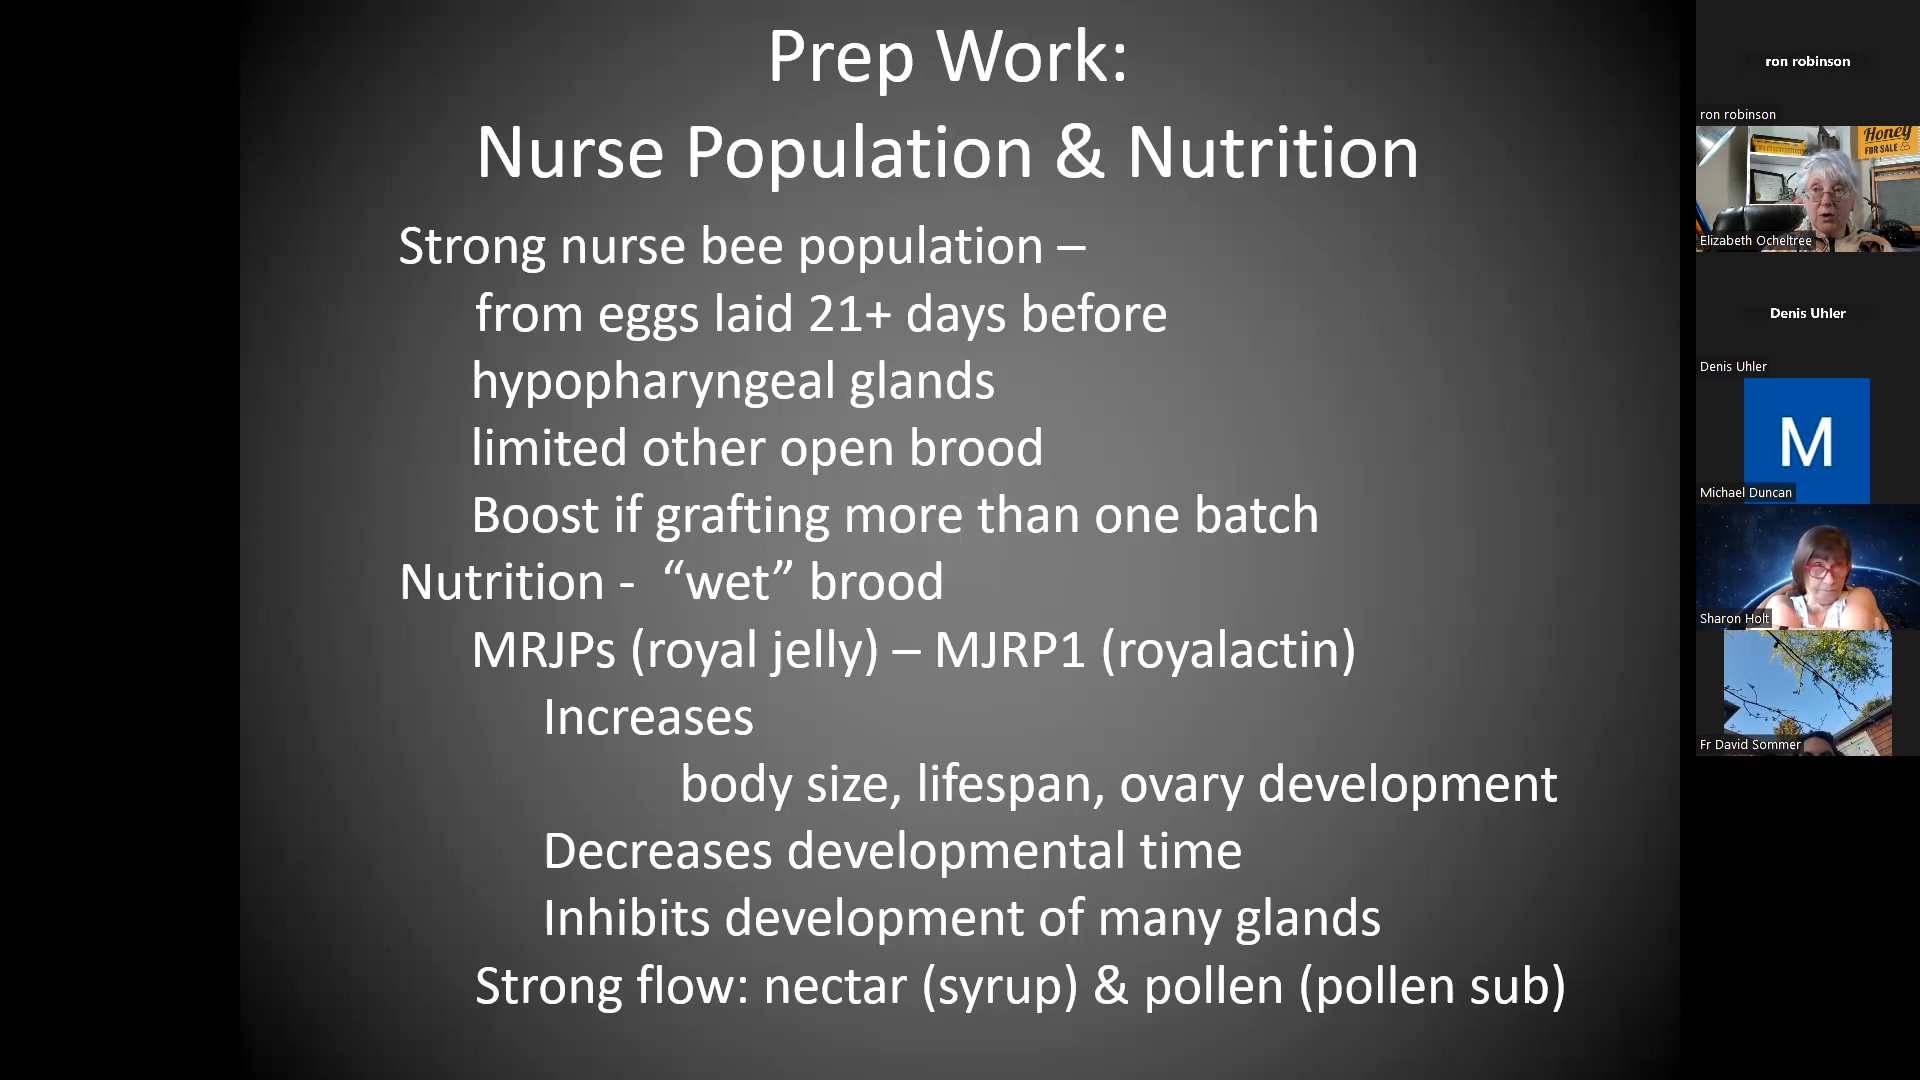 Prep Work:
Nurse Population & Nutrition
Strong nurse bee population –
from eggs laid 21+ days before
hypopharyngeal glands
limited other open brood
Boost if grafting more than one batch
Nutrition - “wet” brood
MRJPs (royal jelly) – MJRP1 (royalactin)
Increases
body size, lifespan, ovary development
Decreases developmental time
Inhibits development of many glands
Strong flow: nectar (syrup) & pollen (pollen sub)
ron robinson
ron robinson
Honey
FOR SALE
Elizabeth Ocheltree
Denis Uhler
Denis Uhler
M
Michael Duncan
Sharon Holt
Fr David Sommer